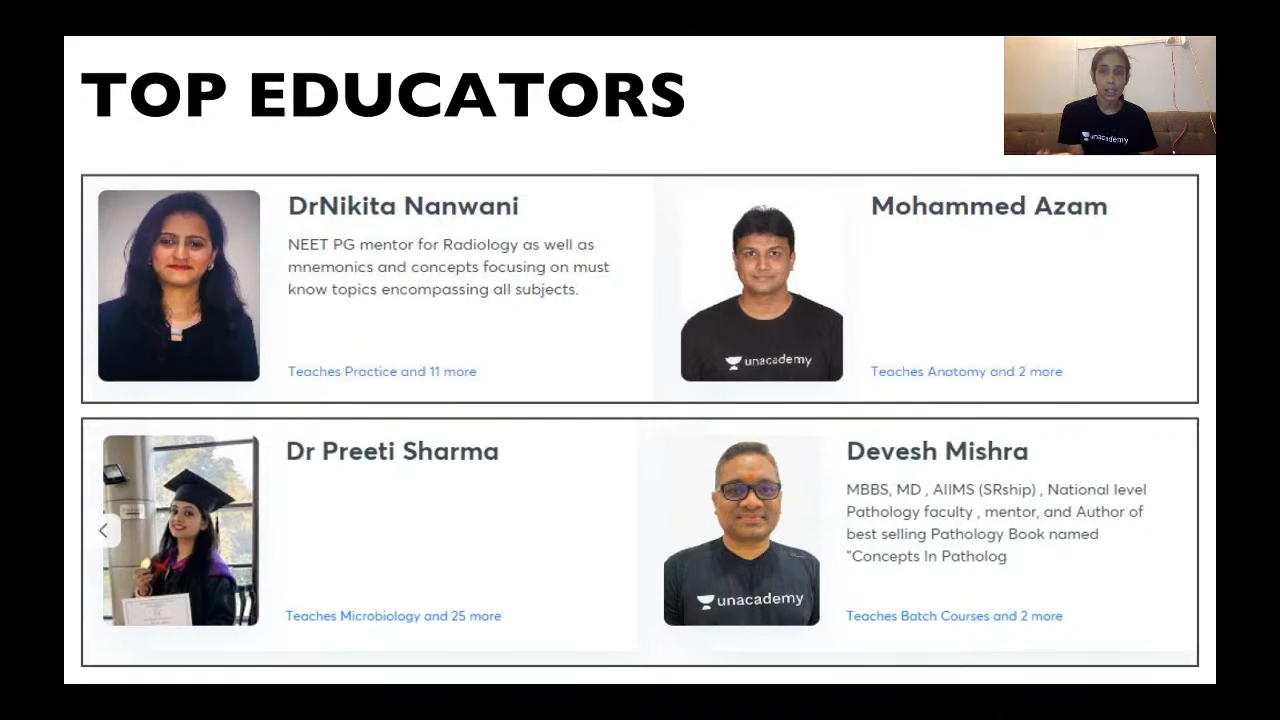 TOP EDUCATORS
unacademy
DrNikita Nanwani
NEET PG mentor for Radiology as well as
mnemonics and concepts focusing on must
know topics encompassing all subjects.
Teaches Practice and 11 more
Mohammed Azam
unacademy
Teaches Anatomy and 2 more
Dr Preeti Sharma
Teaches Microbiology and 25 more
Devesh Mishra
MBBS, MD , AIIMS (SRship) , National level
Pathology faculty , mentor, and Author of
best selling Pathology Book named
"Concepts In Patholog
unacademy
Teaches Batch Courses and 2 more